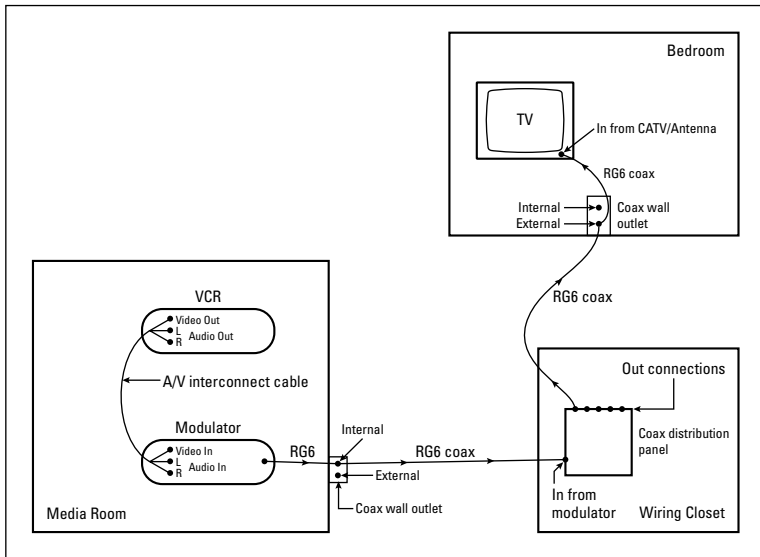 Bedroom
TV
In from CATV/Antenna
RG6 coax
Internal
External
Coax wall
outlet
RG6 coax
VCR
Video Out
L
Audio Out
R
A/V interconnect cable
Modulator
Video In
L
Audio In
R
RG6
Internal
RG6 coax
External
Coax wall outlet
Media Room
Out connections
Coax distribution
panel
In from
modulator
Wiring Closet